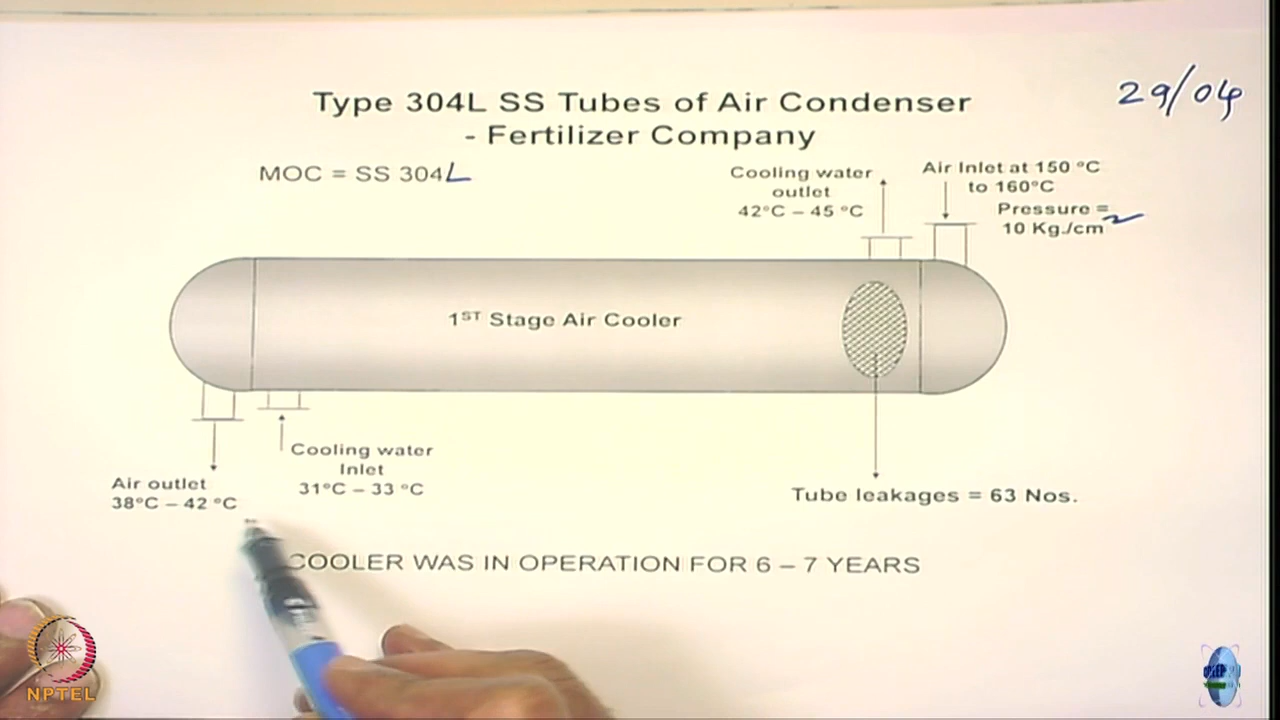 29/04
Type 304L SS Tubes of Air Condenser
- Fertilizer Company
MOC = SS 304L
Cooling water
outlet
42°C – 45 °C
Air Inlet at 150 °C
to 160°C
Pressure =
10 Kg./cm2
1ST Stage Air Cooler
Cooling water
Inlet
31°C – 33 °C
Air outlet
38°C – 42 °C
Tube leakages = 63 Nos.
COOLER WAS IN OPERATION FOR 6 – 7 YEARS
NPTEL